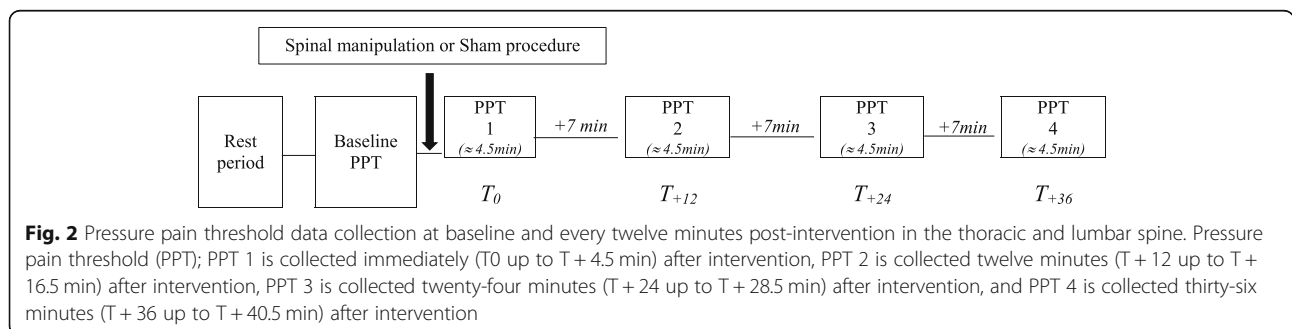 Spinal manipulation or Sham procedure
Rest
period
Baseline
PPT
PPT
1
(≈ 4.5min)
+7 min
PPT
2
(≈ 4.5min)
+7min
PPT
3
(≈ 4.5min)
+7min
PPT
4
(≈ 4.5min)
T0
T+12
T+24
T+36
Fig. 2 Pressure pain threshold data collection at baseline and every twelve minutes post-intervention in the thoracic and lumbar spine. Pressure
pain threshold (PPT); PPT 1 is collected immediately (T0 up to T + 4.5 min) after intervention, PPT 2 is collected twelve minutes (T + 12 up to T +
16.5 min) after intervention, PPT 3 is collected twenty-four minutes (T + 24 up to T + 28.5 min) after intervention, and PPT 4 is collected thirty-six
minutes (T + 36 up to T + 40.5 min) after intervention